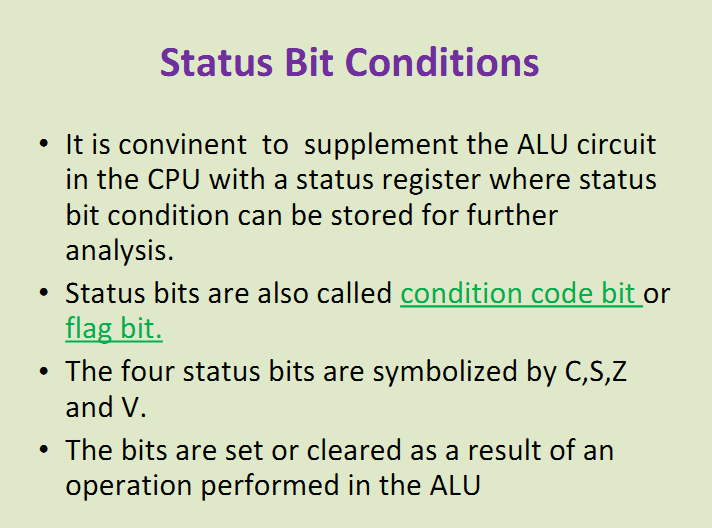 Status Bit Conditions
• It is convinent to supplement the ALU circuit
in the CPU with a status register where status
bit condition can be stored for further
analysis.
• Status bits are also called condition code bit or
flag bit.
• The four status bits are symbolized by C,S,Z
and V.
• The bits are set or cleared as a result of an
operation performed in the ALU